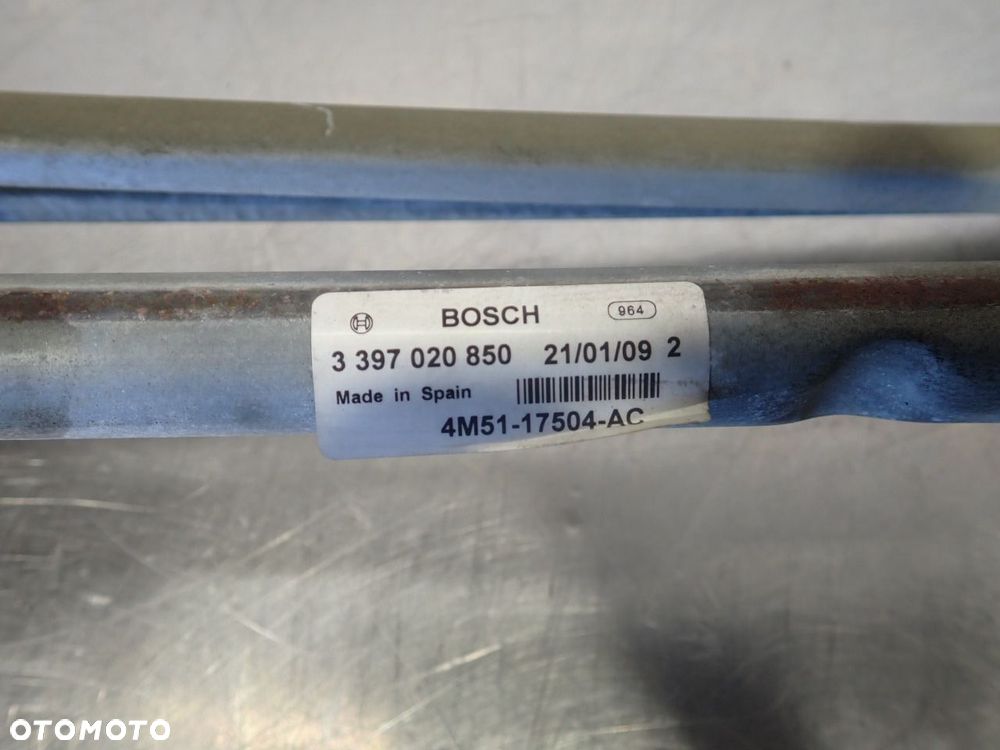 BOSCH 964
3 397 020 850 21/01/09 2
Made in Spain
4M51-17504-AC
OTOMOTO